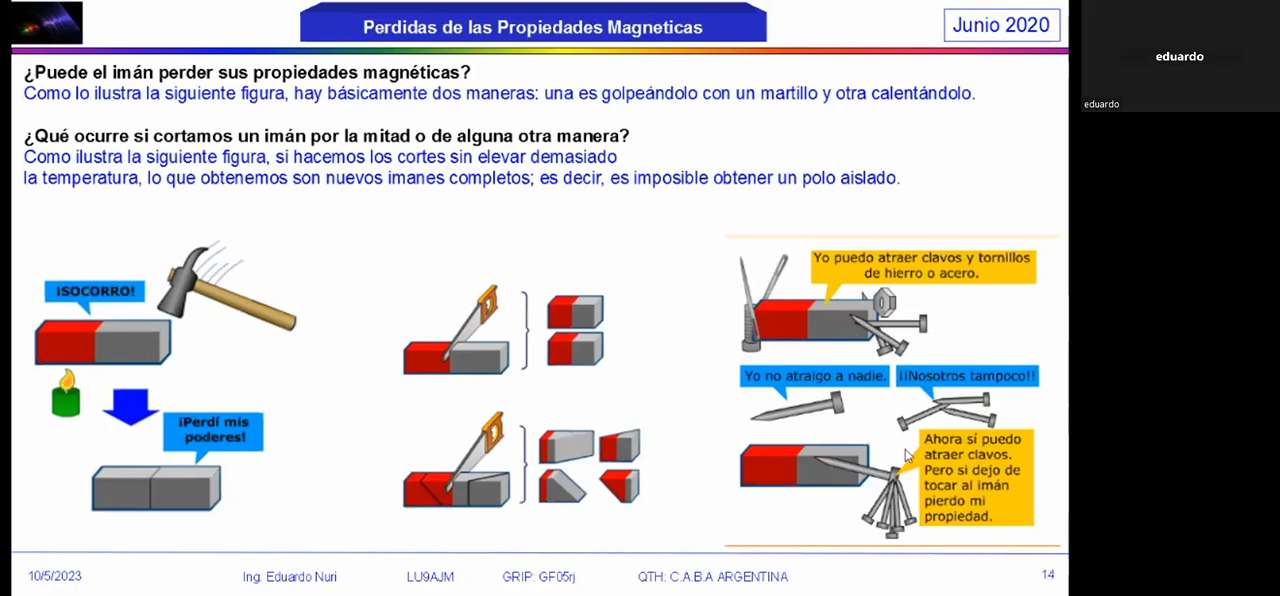 Perdidas de las Propiedades Magneticas
Junio 2020
eduardo
eduardo
¿Puede el imán perder sus propiedades magnéticas?
Como lo ilustra la siguiente figura, hay básicamente dos maneras: una es golpeándolo con un martillo y otra calentándolo.
¿Qué ocurre si cortamos un imán por la mitad o de alguna otra manera?
Como ilustra la siguiente figura, si hacemos los cortes sin elevar demasiado
la temperatura, lo que obtenemos son nuevos imanes completos; es decir, es imposible obtener un polo aislado.
¡SOCORRO!
¡Perdí mis
poderes!
Yo puedo atraer clavos y tornillos
de hierro o acero.
Yo no atraigo a nadie.
¡¡Nosotros tampoco!!
Ahora sí puedo
atraer clavos.
Pero si dejo de
tocar al imán
pierdo mi
propiedad.
10/5/2023
Ing. Eduardo Nuri
LU9AJM
GRIP: GF05rj
QTH: C.A.B.A ARGENTINA
14